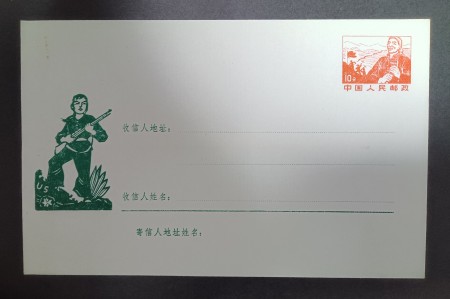 10分
中国人民邮政
收信人地址：
US
收信人姓名：
寄信人地址姓名：